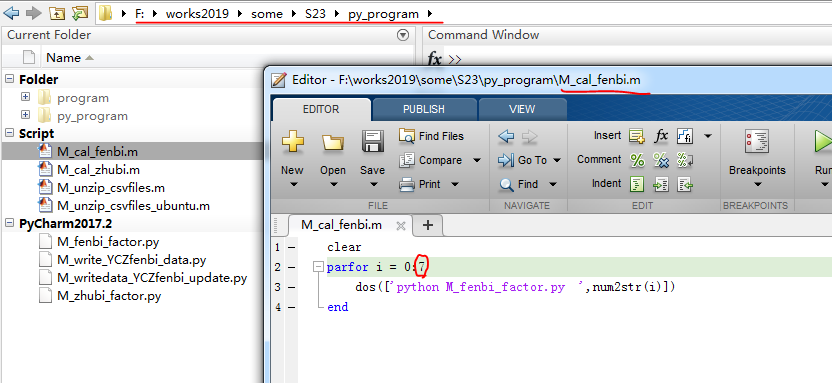 F: works2019 some S23 py_program
Current Folder
Command Window
Name
fx >>
Folder
program
py_program
Script
M_cal_fenbi.m
M_cal_zhubi.m
M_unzip_csvfiles.m
M_unzip_csvfiles_ubuntu.m
PyCharm2017.2
M_fenbi_factor.py
M_write_YCZfenbi_data.py
M_writedata_YCZfenbi_update.py
M_zhubi_factor.py
Editor - F:\works2019\some\S23\py_program\M_cal_fenbi.m
EDITOR PUBLISH VIEW
New
Open
Save
Find Files
Compare
Print
FILE
Go To
Find
NAVIGATE
Insert fx fi
Comment % % %
Indent
EDIT
Breakpoints
BREAKPOINTS
Run
M_cal_fenbi.m
1 clear
2 parfor i = 0:7
3 dos(['python M_fenbi_factor.py ',num2str(i)])
4 end